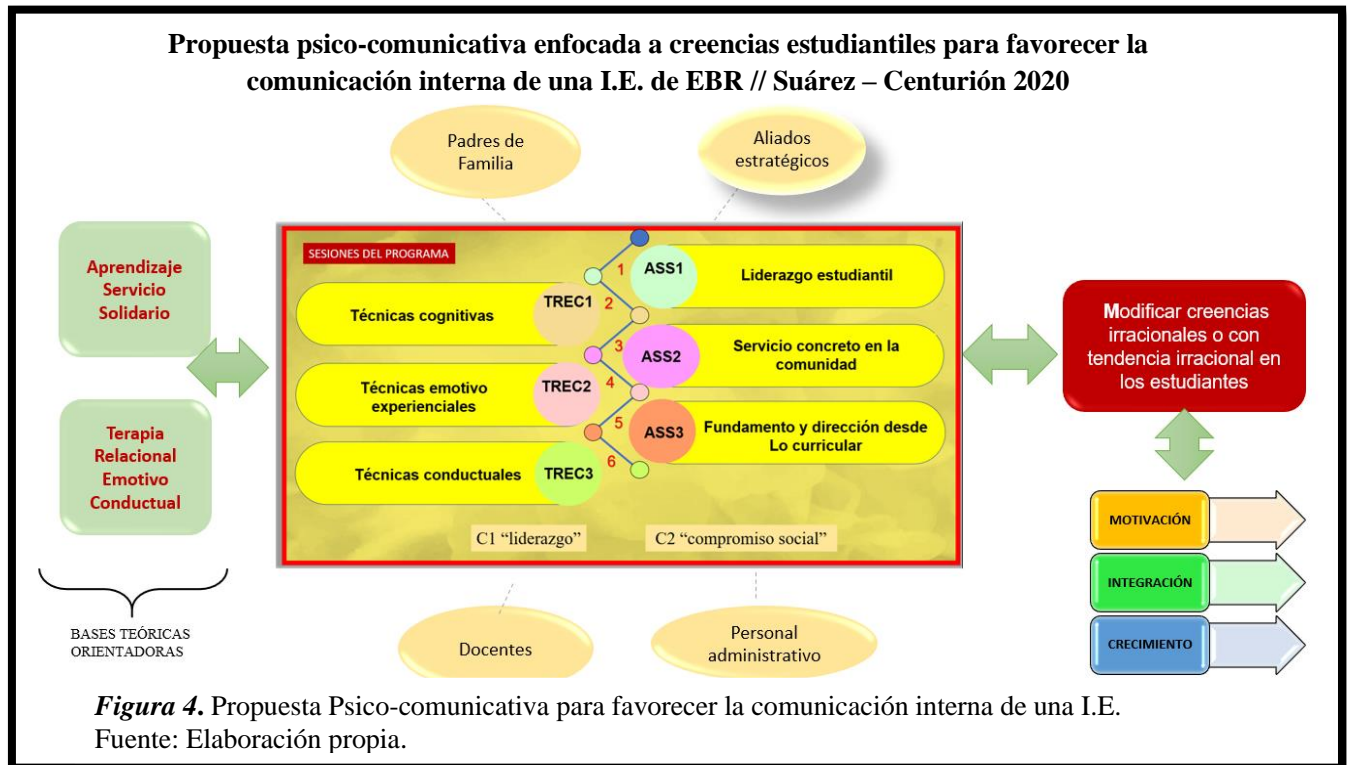 Propuesta psico-comunicativa enfocada a creencias estudiantiles para favorecer la
comunicación interna de una I.E. de EBR // Suárez – Centurión 2020
Padres de
Familia
Aliados
estratégicos
Aprendizaje
Servicio
Solidario
Terapia
Relacional
Emotivo
Conductual
BASES TEÓRICAS
ORIENTADORAS
SESIONES DEL PROGRAMA
1
ASS1
Liderazgo estudiantil
Técnicas cognitivas
TREC1
2
3
ASS2
Servicio concreto en la
comunidad
Técnicas emotivo
experienciales
TREC2
4
5
ASS3
Fundamento y dirección desde
Lo curricular
Técnicas conductuales
TREC3
6
C1 “liderazgo”
C2 “compromiso social”
Modificar creencias
irracionales o con
tendencia irracional en
los estudiantes
MOTIVACIÓN
INTEGRACIÓN
CRECIMIENTO
Docentes
Personal
administrativo
Figura 4. Propuesta Psico-comunicativa para favorecer la comunicación interna de una I.E.
Fuente: Elaboración propia.